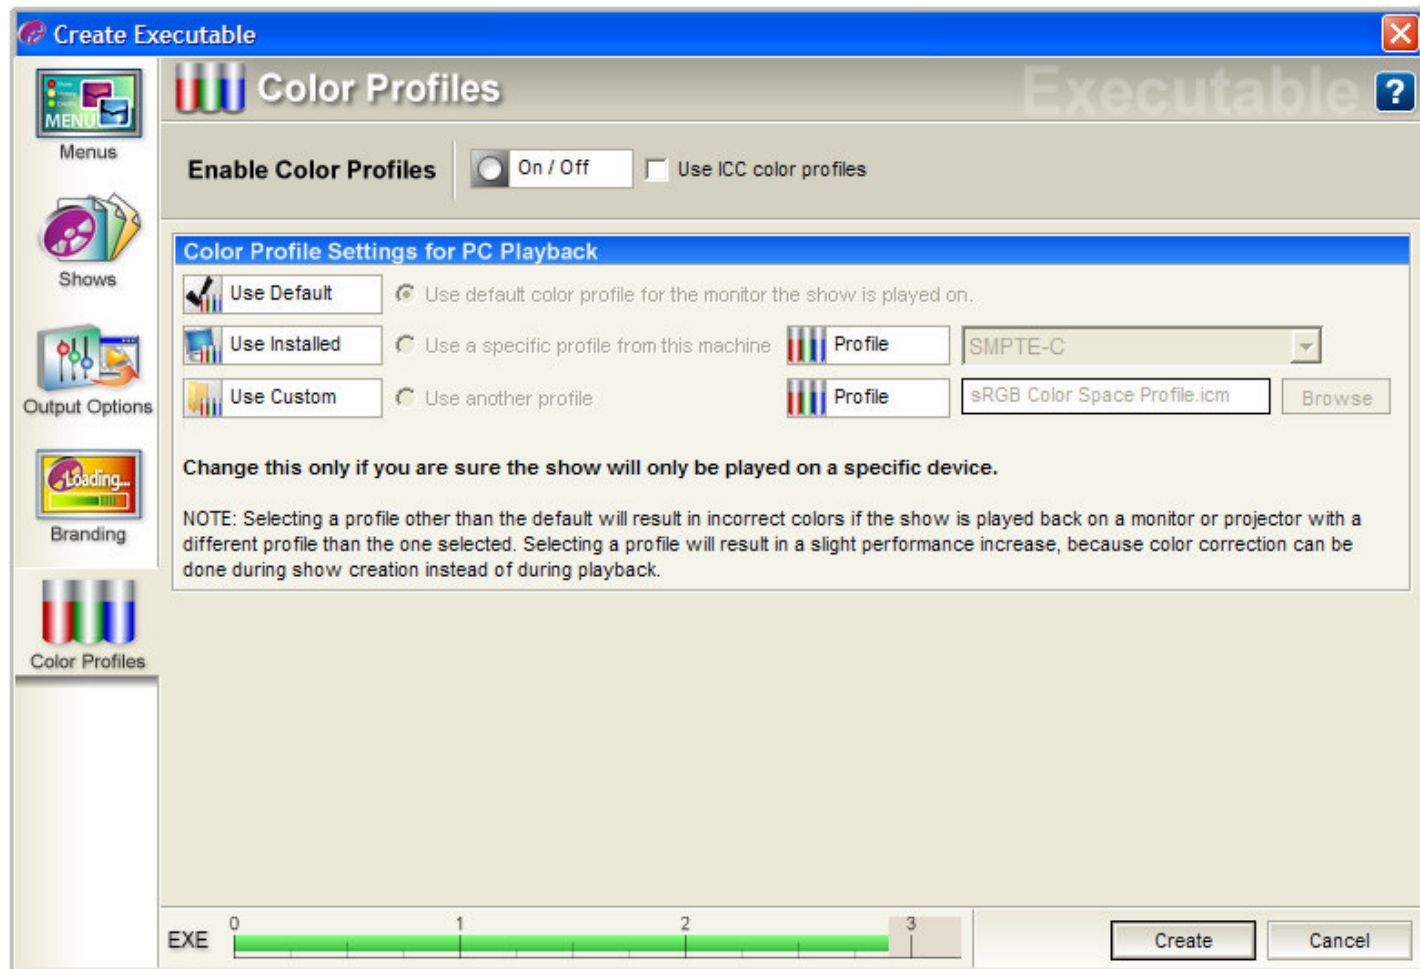 Create Executable
Color Profiles
Executable
?
MENU
Menus
Enable Color Profiles
On / Off
Use ICC color profiles
Shows
Color Profile Settings for PC Playback
Use Default
Use default color profile for the monitor the show is played on.
Use Installed
Use a specific profile from this machine
Profile
SMPTE-C
Output Options
Use Custom
Use another profile
Profile
sRGB Color Space Profile.icm
Browse
Loading...
Branding
Change this only if you are sure the show will only be played on a specific device.
NOTE: Selecting a profile other than the default will result in incorrect colors if the show is played back on a monitor or projector with a
different profile than the one selected. Selecting a profile will result in a slight performance increase, because color correction can be
done during show creation instead of during playback.
Color Profiles
EXE
0 1 2 3
Create
Cancel